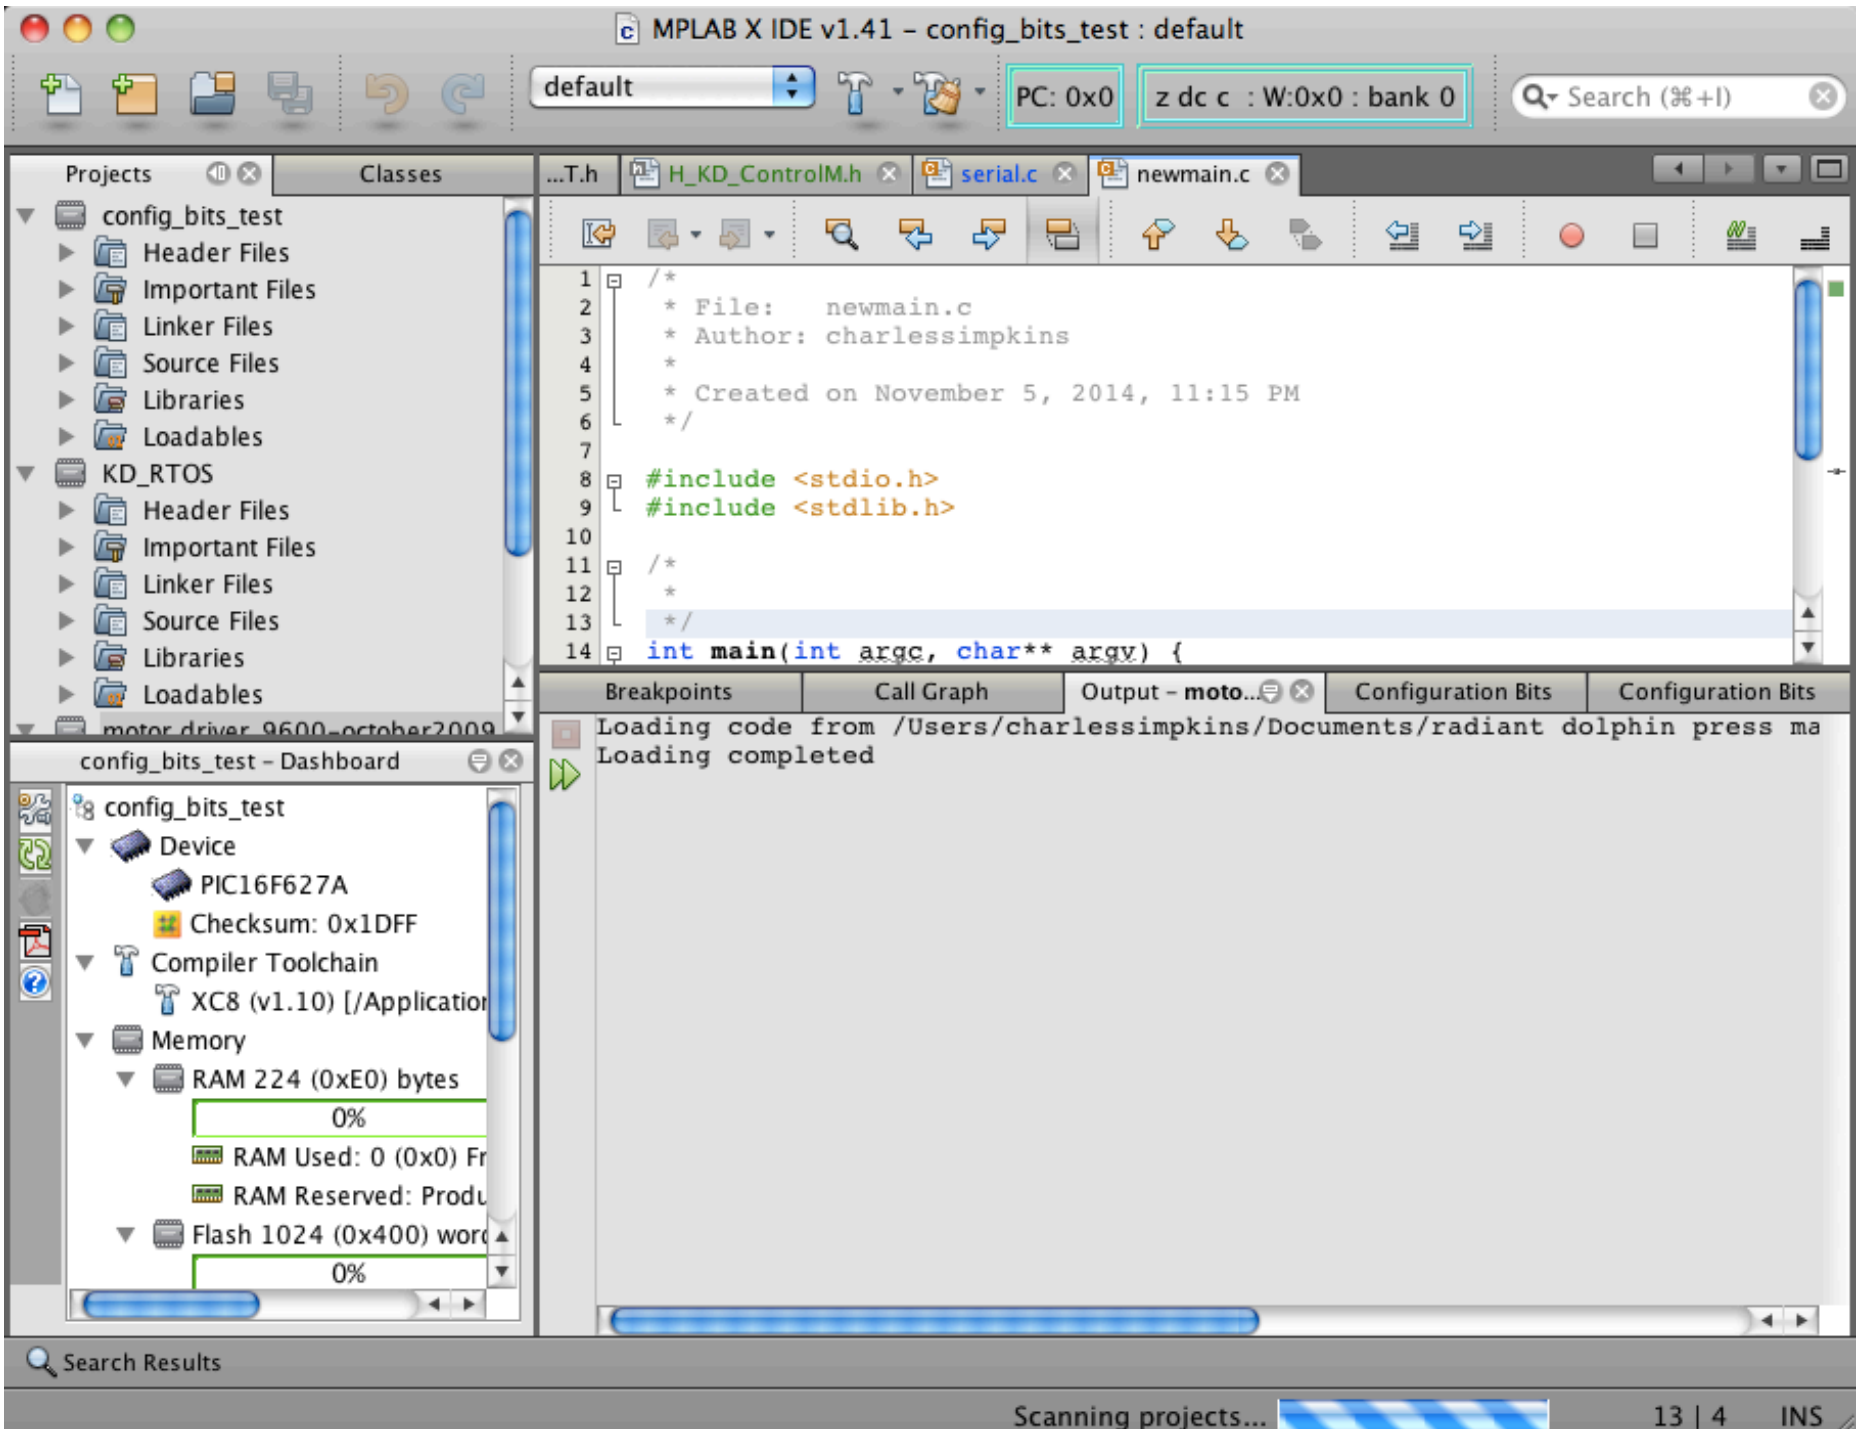 MPLAB X IDE v1.41 – config_bits_test : default
default
PC: 0x0
z dc c : W:0x0 : bank 0
Search (⌘+I)
Projects
Classes
config_bits_test
Header Files
Important Files
Linker Files
Source Files
Libraries
Loadables
KD_RTOS
Header Files
Important Files
Linker Files
Source Files
Libraries
Loadables
motor driver 9600-october2009
...T.h
H_KD_ControlM.h
serial.c
newmain.c
1 /*
2 * File: newmain.c
3 * Author: charlessimpkins
4 *
5 * Created on November 5, 2014, 11:15 PM
6 */
7
8 #include <stdio.h>
9 #include <stdlib.h>
10
11 /*
12 *
13 */
14 int main(int argc, char** argv) {
config_bits_test – Dashboard
config_bits_test
Device
PIC16F627A
Checksum: 0x1DFF
Compiler Toolchain
XC8 (v1.10) [/Application
Memory
RAM 224 (0xE0) bytes
0%
RAM Used: 0 (0x0) Fr
RAM Reserved: Produ
Flash 1024 (0x400) word
0%
Breakpoints
Call Graph
Output – moto...
Configuration Bits
Configuration Bits
Loading code from /Users/charlessimpkins/Documents/radiant dolphin press ma
Loading completed
Search Results
Scanning projects...
13 | 4
INS